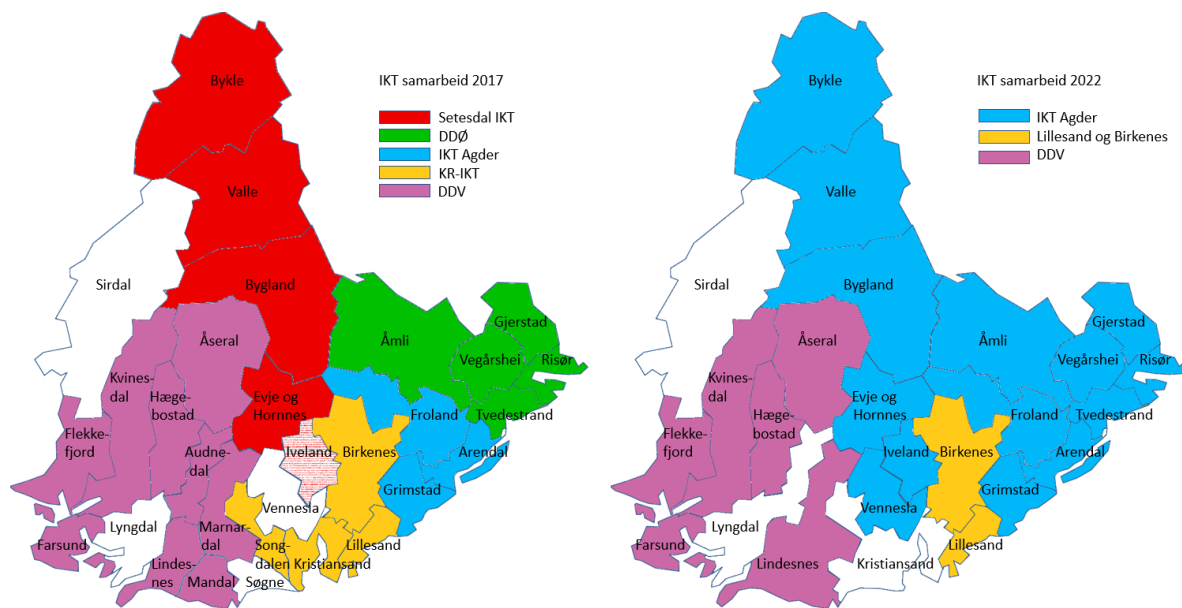 Bykle
IKT samarbeid 2017
Setesdal IKT
DDØ
IKT Agder
KR-IKT
DDV
Valle
Sirdal
Bygland
Gjerstad
Åseral
Åmli
Vegårshei
Risør
Kvines-
dal
Hæge-
bostad
Evje og
Hornnes
Froland
Tvedestrand
Flekke-
fjord
Audne-
dal
Iveland
Birkenes
Arendal
Grimstad
Vennesla
Lyngdal
Marnar-
dal
Farsund
Lindes-
nes
Mandal
Song-
dalen
Søgne
Kristiansand
Lillesand
Bykle
IKT samarbeid 2022
IKT Agder
Lillesand og Birkenes
DDV
Valle
Sirdal
Bygland
Gjerstad
Åseral
Åmli
Vegårshei
Risør
Kvines-
dal
Hæge-
bostad
Evje og
Hornnes
Froland
Tvedestrand
Flekke-
fjord
Iveland
Birkenes
Arendal
Grimstad
Vennesla
Lyngdal
Farsund
Lindesnes
Kristiansand
Lillesand